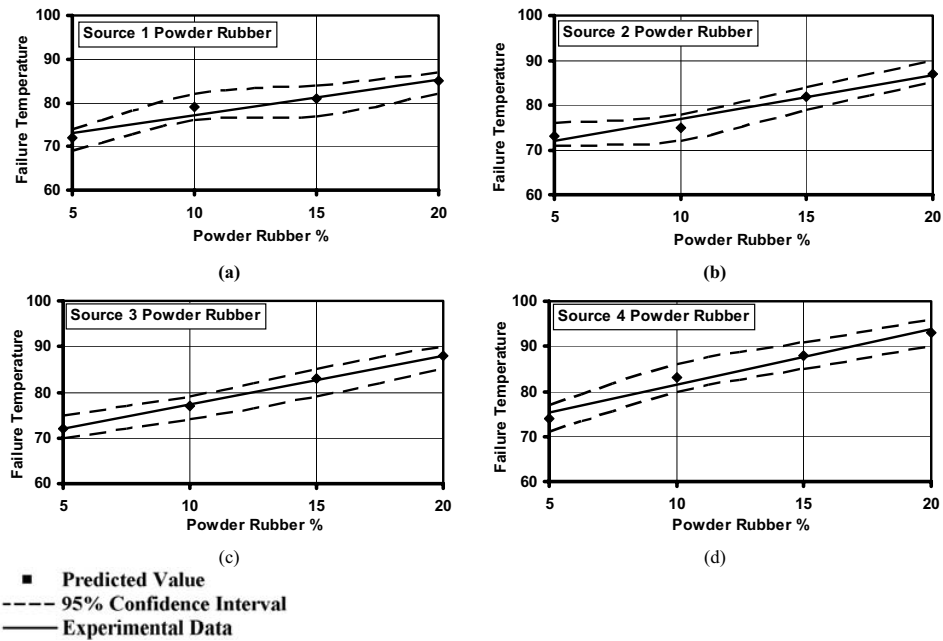 Source 1 Powder Rubber
Failure Temperature
100
90
80
70
60
5
10
15
20
Powder Rubber %
(a)
Source 2 Powder Rubber
Failure Temperature
100
90
80
70
60
5
10
15
20
Powder Rubber %
(b)
Source 3 Powder Rubber
Failure Temperature
100
90
80
70
60
5
10
15
20
Powder Rubber %
(c)
Source 4 Powder Rubber
Failure Temperature
100
90
80
70
60
5
10
15
20
Powder Rubber %
(d)
Predicted Value
95% Confidence Interval
Experimental Data